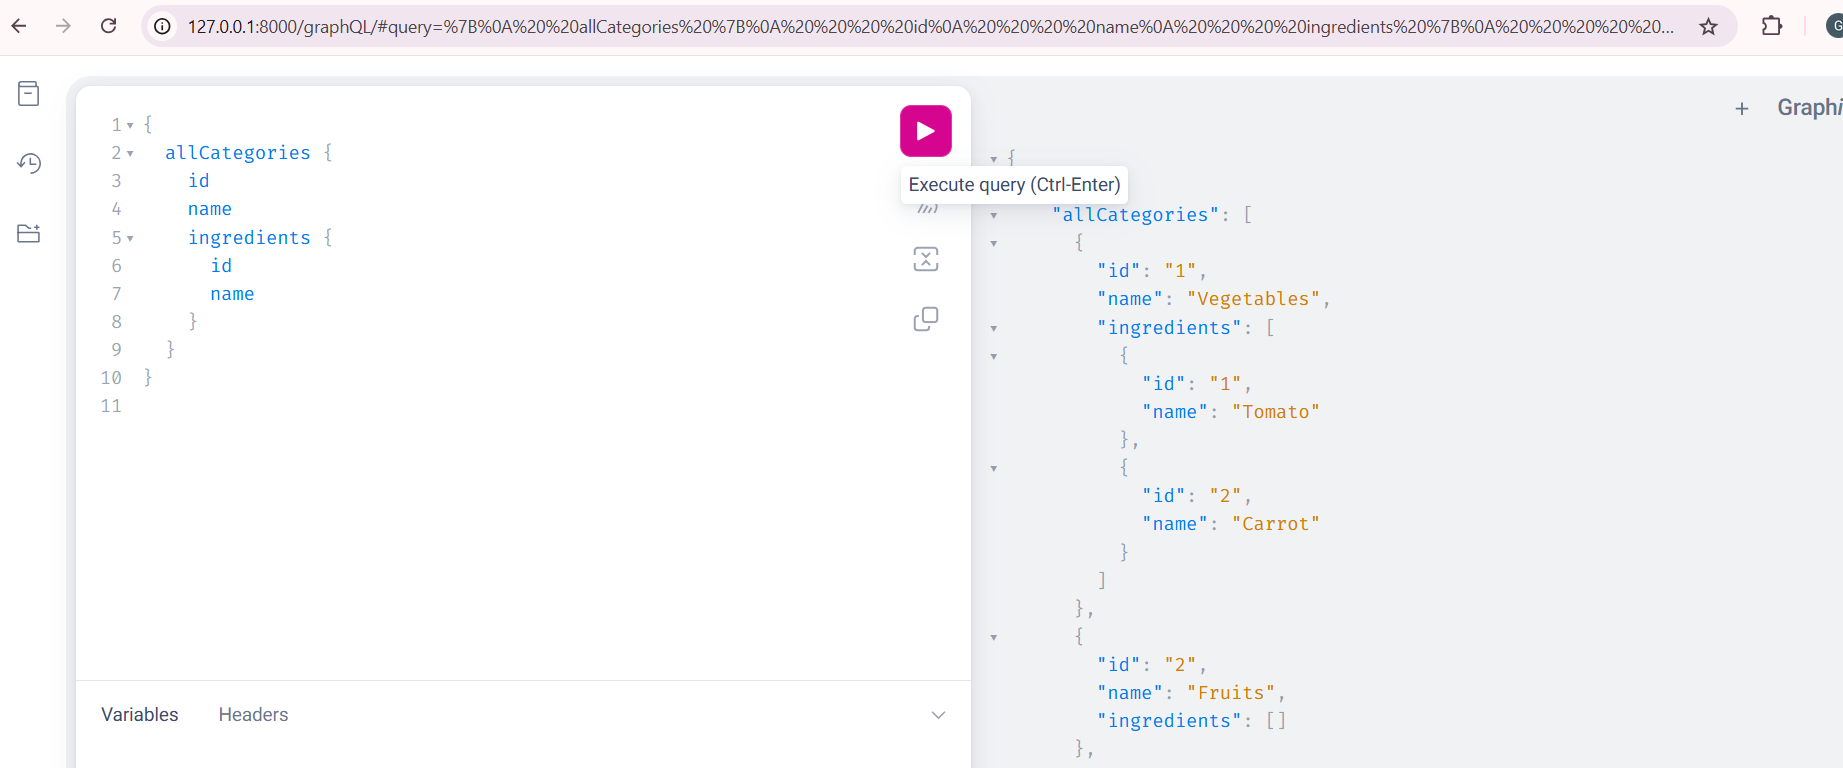 127.0.0.1:8000/graphQL/#query=%7B%0A%20%20allCategories%20%7B%0A%20%20%20%20id%0A%20%20%20%20name%0A%20%20%20%20ingredients%20%7B%0A%20%20%20%20%20%20...
G
1 {
2 allCategories {
3 id
4 name
5 ingredients {
6 id
7 name
8 }
9 }
10 }
11
Execute query (Ctrl-Enter)
Variables Headers
+ Graphi
{
"allCategories": [
{
"id": "1",
"name": "Vegetables",
"ingredients": [
{
"id": "1",
"name": "Tomato"
},
{
"id": "2",
"name": "Carrot"
}
]
},
{
"id": "2",
"name": "Fruits",
"ingredients": []
},